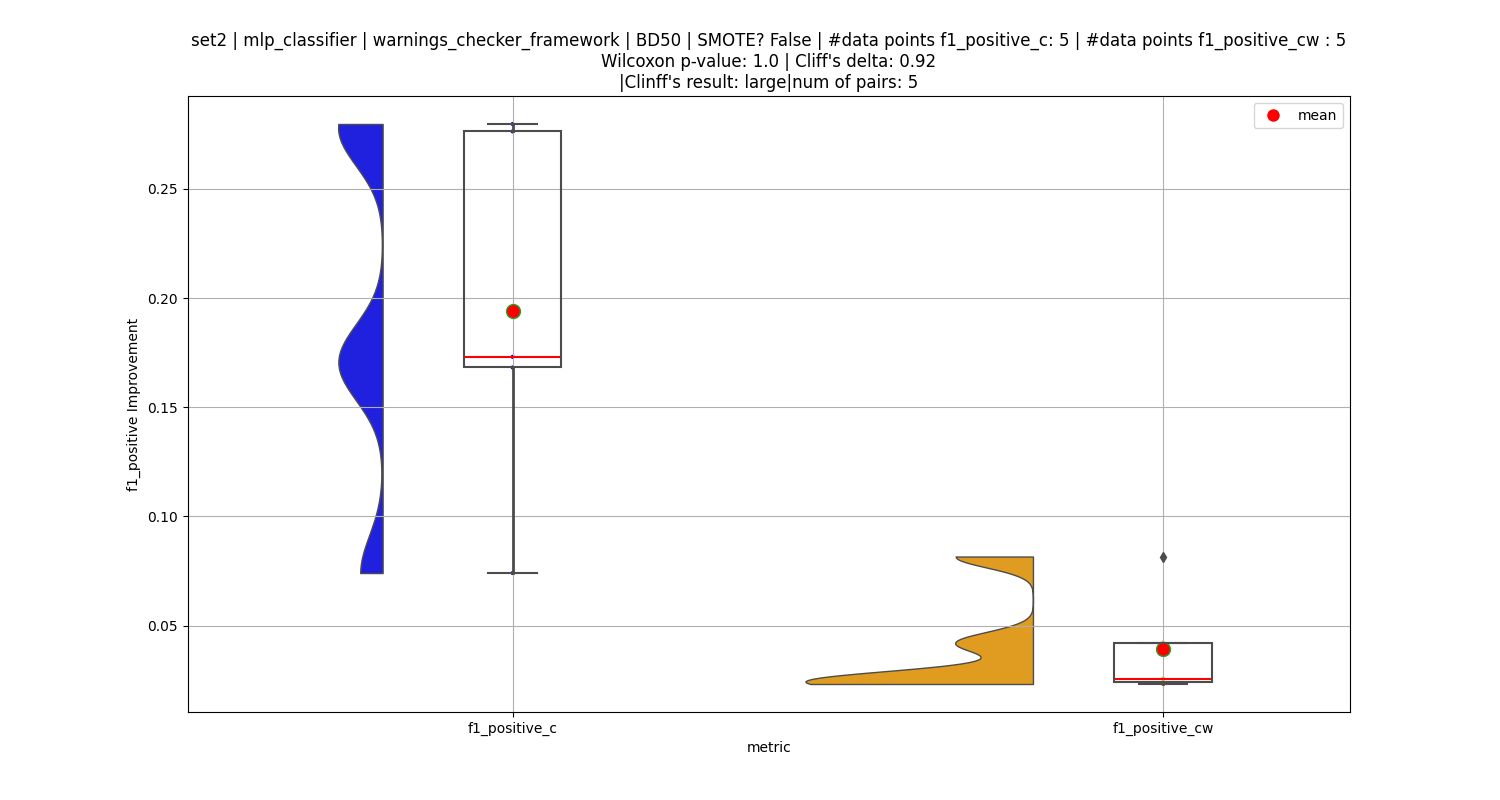 set2 | mlp_classifier | warnings_checker_framework | BD50 | SMOTE? False | #data points f1_positive_c: 5 | #data points f1_positive_cw : 5
Wilcoxon p-value: 1.0 | Cliff's delta: 0.92
|Clinff's result: large|num of pairs: 5
mean
0.25
0.20
0.15
0.10
0.05
f1_positive Improvement
f1_positive_c
f1_positive_cw
metric